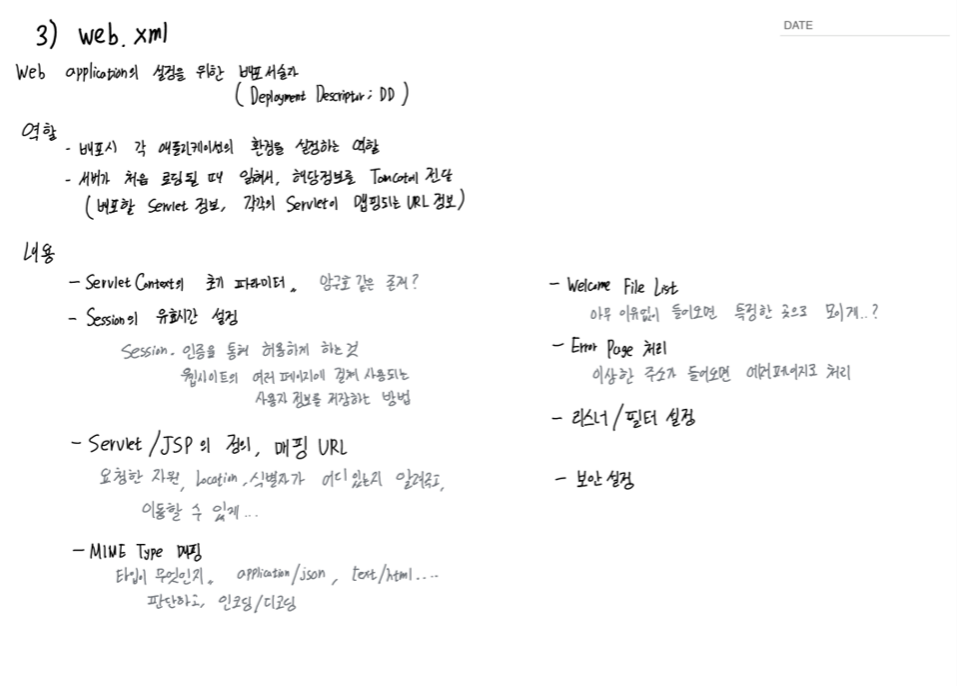 DATE
3) web.xml
Web application의 설정을 위한 배포서술자
(Deployment Descriptor; DD)
역할
- 배포시 각 애플리케이션의 환경을 설정하는 역할
- 서버가 처음 로딩될 때 읽혀서, 해당정보를 Tomcat에 전달
(배포할 Servlet 정보, 각각의 Servlet이 맵핑되는 URL 정보)
내용
- Servlet Context의 초기 파라미터. 암구호 같은 존재?
- Session의 유효시간 설정
Session. 인증을 통해 허용하게 하는 것
웹사이트의 여러 페이지에 걸쳐 사용되는
사용자 정보를 저장하는 방법
- Servlet/JSP의 정의, 매핑 URL
요청한 자원, Location, 식별자가 어디있는지 알려주고,
이동할 수 있게...
- MIME Type 매핑
타입이 무엇인지. application/json, text/html....
판단하고, 인코딩/디코딩
- Welcome File List
아무 이유없이 들어오면 특정한 곳으로 모이게..?
- Error Page 처리
이상한 주소가 들어오면 에러페이지로 처리
- 리스너/필터 설정
- 보안 설정